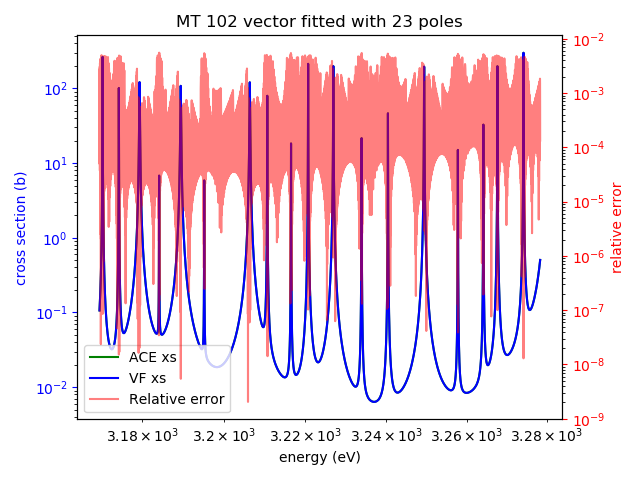 MT 102 vector fitted with 23 poles
10²
10¹
10⁰
10⁻¹
10⁻²
cross section (b)
10⁻²
10⁻³
10⁻⁴
10⁻⁵
10⁻⁶
10⁻⁷
10⁻⁸
10⁻⁹
relative error
ACE xs
VF xs
Relative error
3.18 × 10³ 3.2 × 10³ 3.22 × 10³ 3.24 × 10³ 3.26 × 10³ 3.28 × 10³
energy (eV)